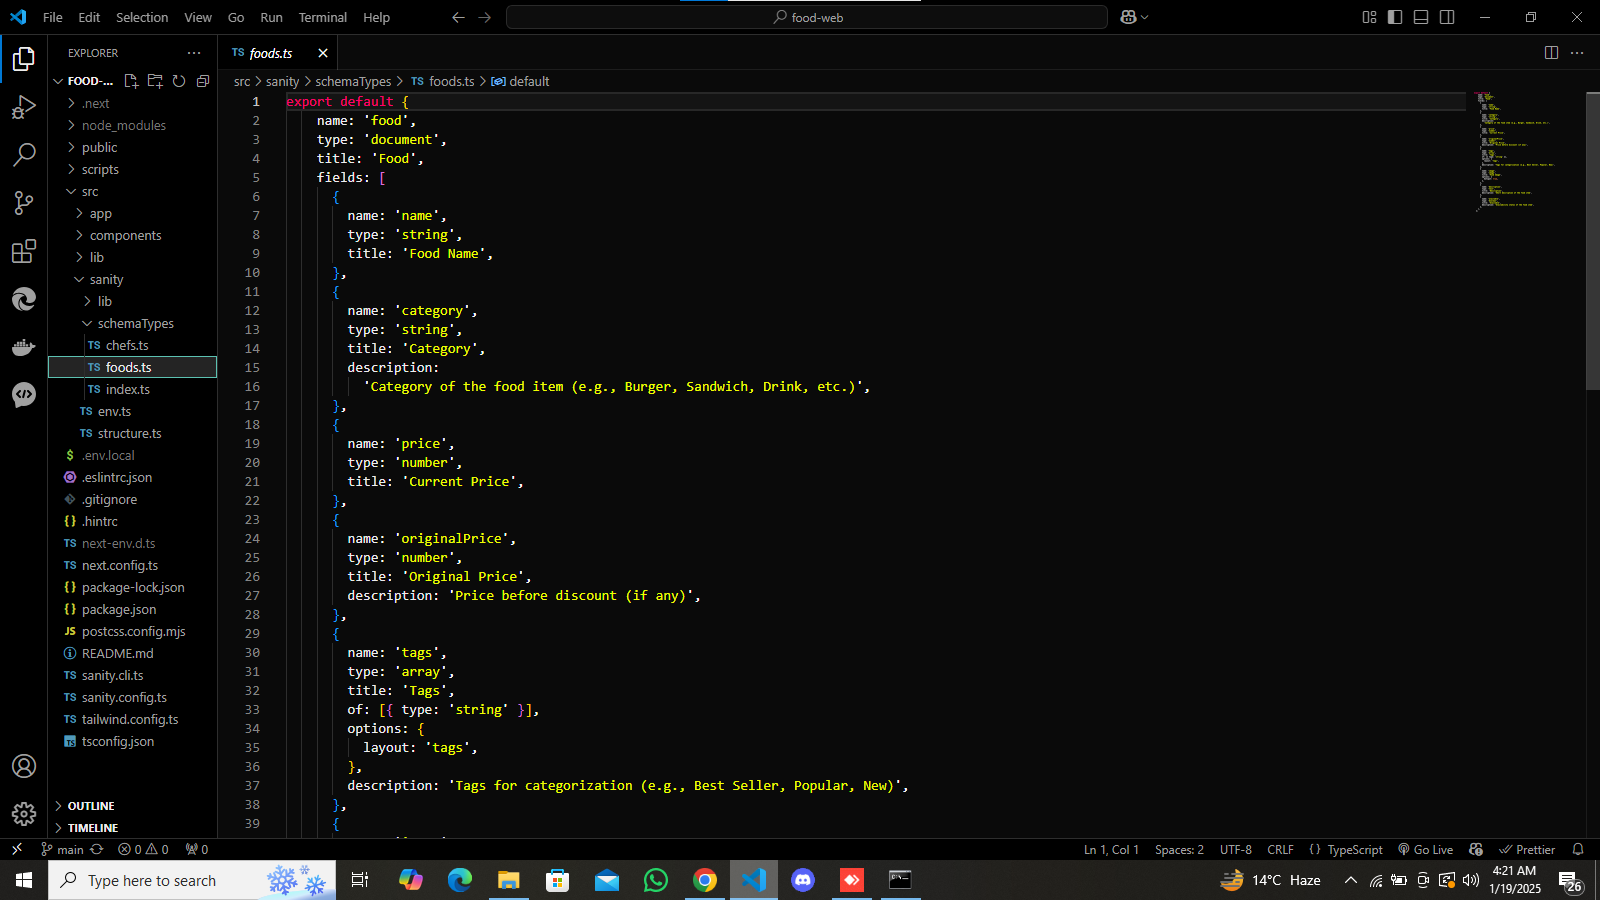 File Edit Selection View Go Run Terminal Help
food-web
EXPLORER
FOOD-...
.next
node_modules
public
scripts
src
app
components
lib
sanity
lib
schemaTypes
TS chefs.ts
TS foods.ts
TS index.ts
TS env.ts
TS structure.ts
$ .env.local
.eslintrc.json
.gitignore
{} .hintrc
TS next-env.d.ts
TS next.config.ts
{} package-lock.json
{} package.json
JS postcss.config.mjs
README.md
TS sanity.cli.ts
TS sanity.config.ts
TS tailwind.config.ts
TS tsconfig.json
OUTLINE
TIMELINE
TS foods.ts
src > sanity > schemaTypes > TS foods.ts > default
1 export default {
2 name: 'food',
3 type: 'document',
4 title: 'Food',
5 fields: [
6 {
7 name: 'name',
8 type: 'string',
9 title: 'Food Name',
10 },
11 {
12 name: 'category',
13 type: 'string',
14 title: 'Category',
15 description:
16 'Category of the food item (e.g., Burger, Sandwich, Drink, etc.)',
17 },
18 {
19 name: 'price',
20 type: 'number',
21 title: 'Current Price',
22 },
23 {
24 name: 'originalPrice',
25 type: 'number',
26 title: 'Original Price',
27 description: 'Price before discount (if any)',
28 },
29 {
30 name: 'tags',
31 type: 'array',
32 title: 'Tags',
33 of: [{ type: 'string' }],
34 options: {
35 layout: 'tags',
36 },
37 description: 'Tags for categorization (e.g., Best Seller, Popular, New)',
38 },
39 {
main 0 0 0
Ln 1, Col 1 Spaces: 2 UTF-8 CRLF {} TypeScript Go Live Prettier
Type here to search
14°C Haze
4:21 AM
1/19/2025
26